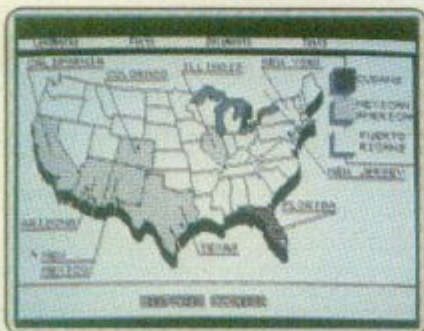 CALIFORNIA
COLORADO
ILLINOIS
NEW YORK
CUBANS
MEXICAN
AMERICAN
PUERTO
RICANS
NEW JERSEY
FLORIDA
ARIZONA
TEXAS
NEW
MEXICO